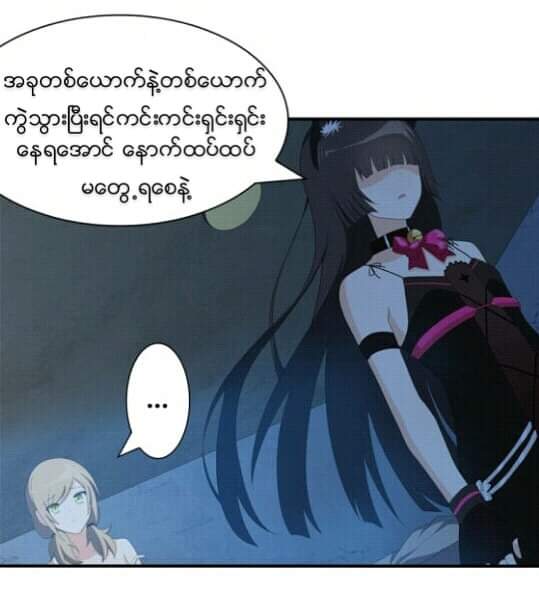 အခုတစ်ယောက်နဲ့တစ်ယောက်
ကွဲသွားပြီးရင်ကင်းကင်းရှင်းရှင်း
နေရအောင် နောက်ထပ်ထပ်
မတွေ့ရစေနဲ့
...